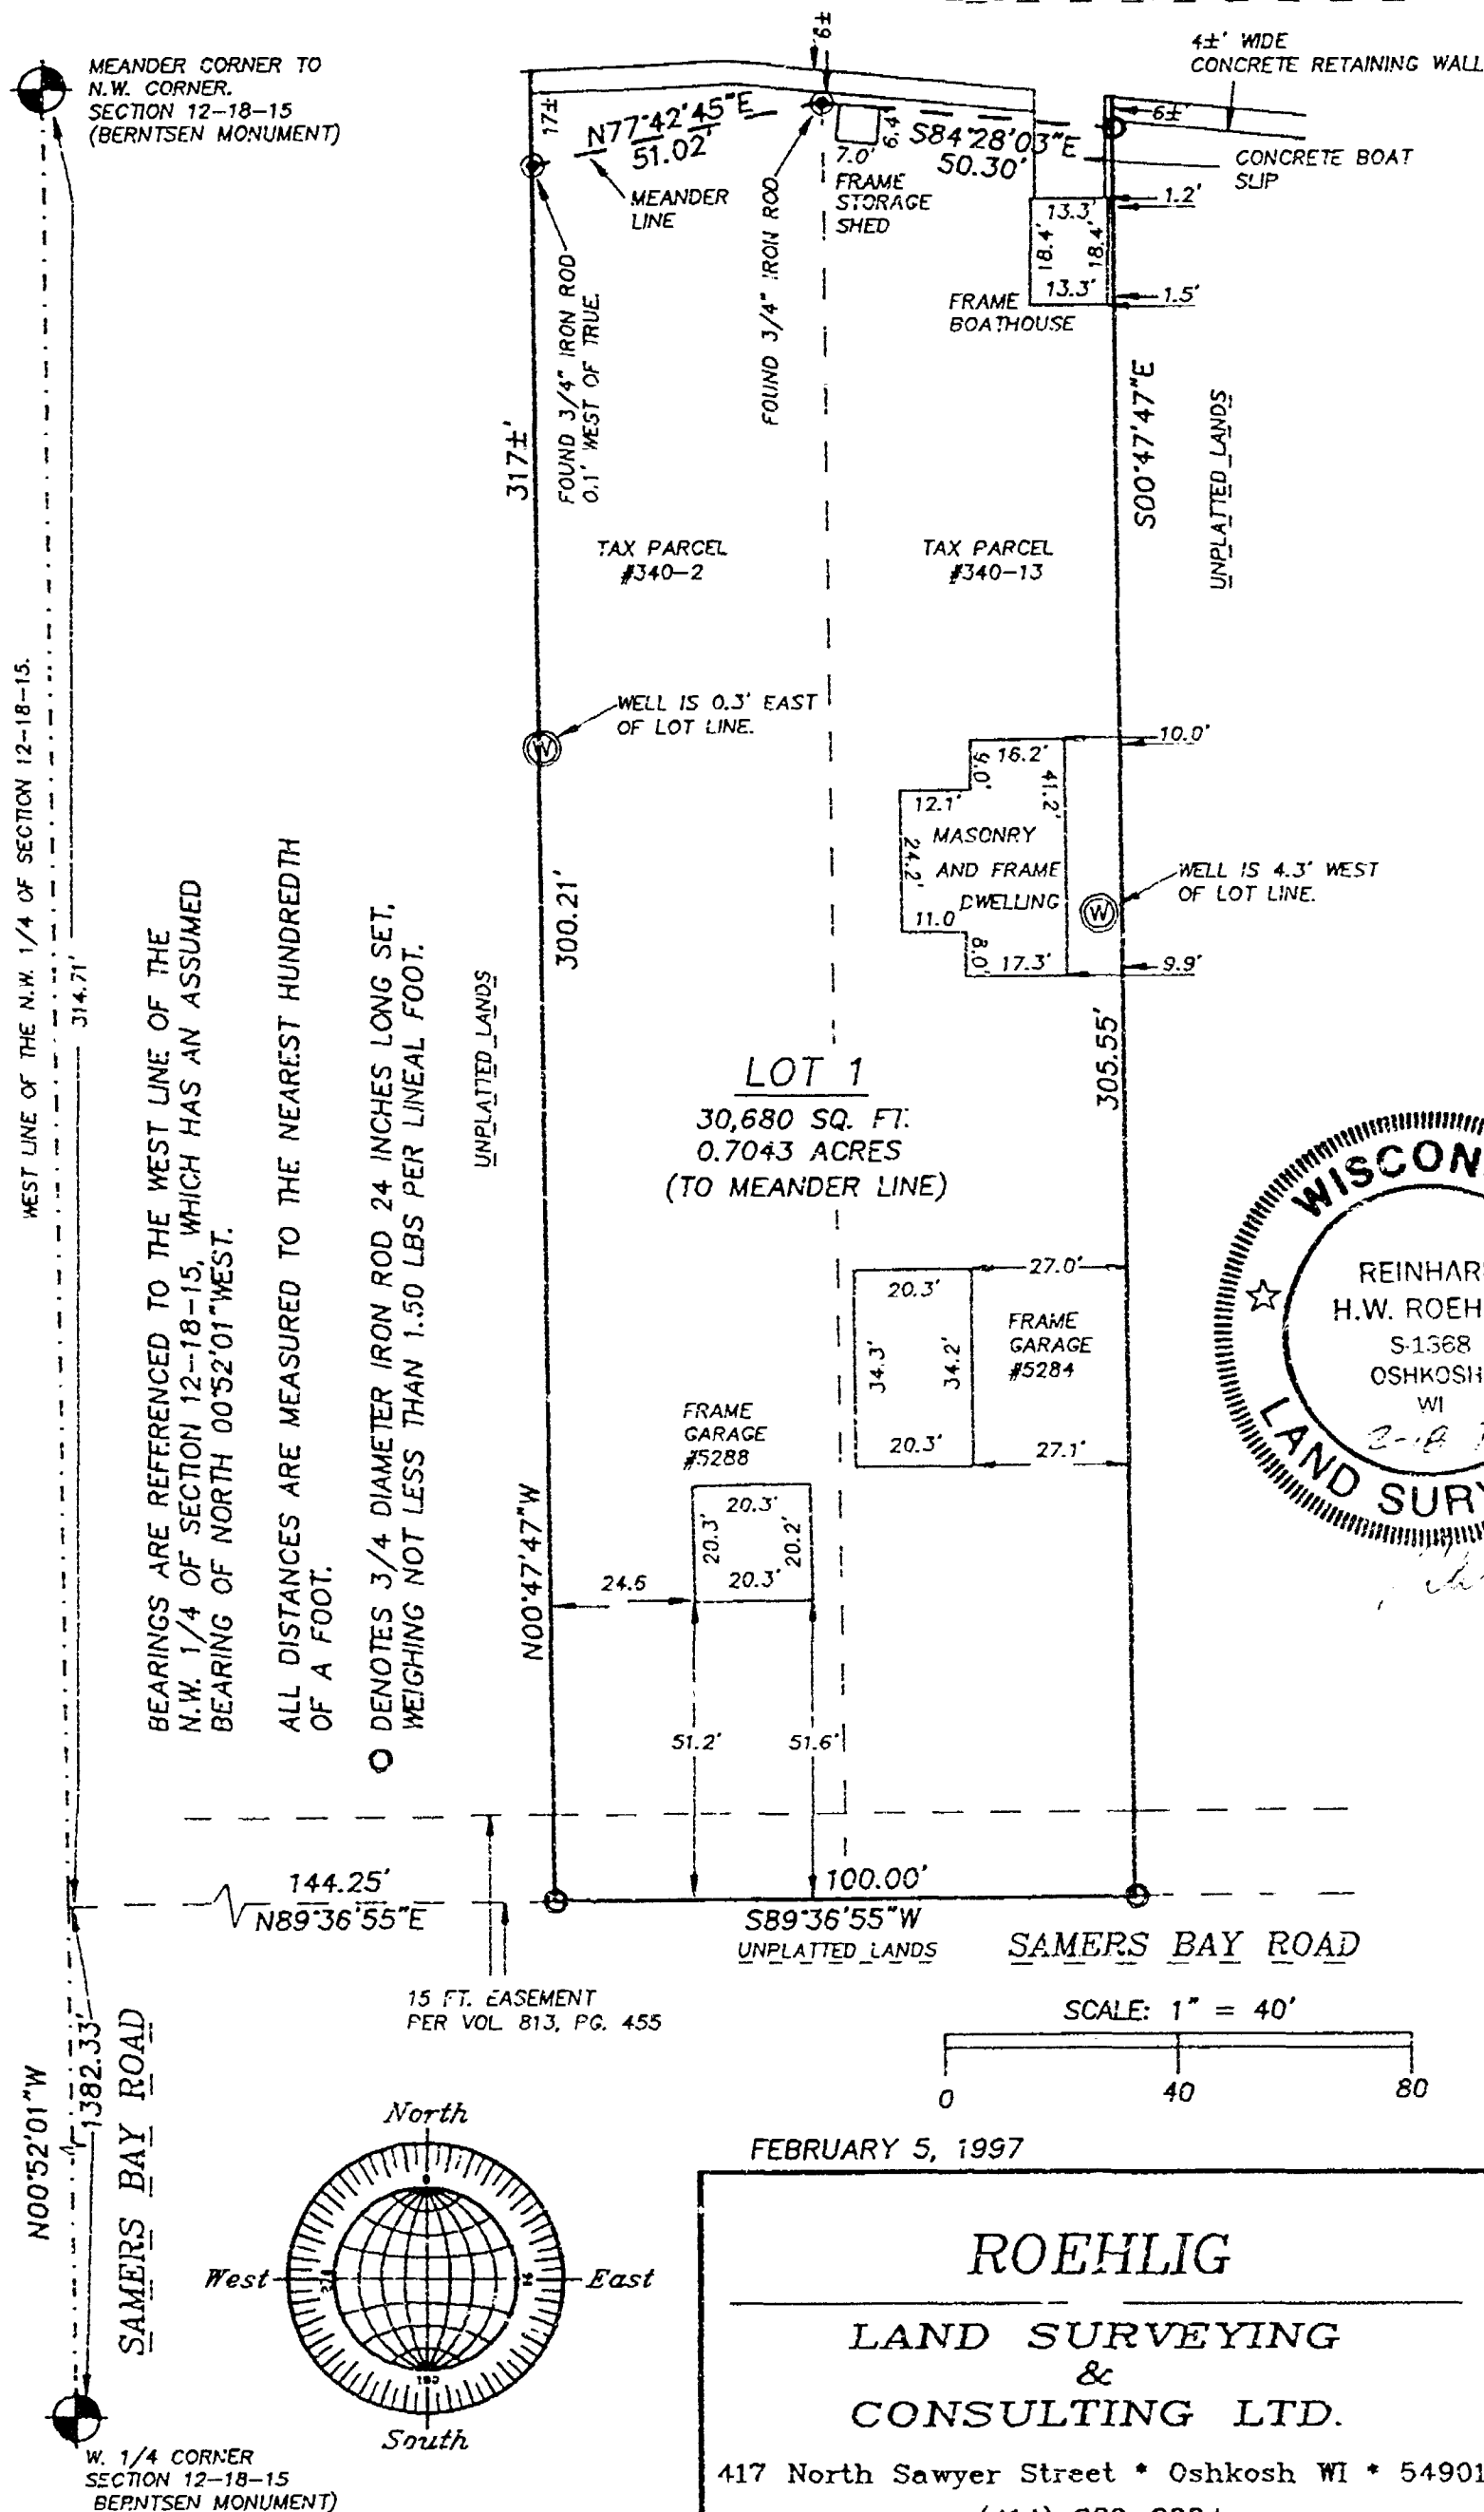 MEANDER CORNER TO
N.W. CORNER.
SECTION 12-18-15
(BERNTSEN MONUMENT)
4±' WIDE
CONCRETE RETAINING WALL
9±'
17±'
N77°42'45"E
51.02'
MEANDER
LINE
7.0'
6.4'
FRAME
STORAGE
SHED
S84°28'03"E
50.30'
6±'
CONCRETE BOAT
SLIP
1.2'
13.3'
18.4'
18.4'
13.3'
1.5'
FRAME
BOATHOUSE
FOUND 3/4" IRON ROD
0.1' WEST OF TRUE.
FOUND 3/4" IRON ROD
317±'
S00°47'47"E
UNPLATTED LANDS
TAX PARCEL
#340-2
TAX PARCEL
#340-13
WEST LINE OF THE N.W. 1/4 OF SECTION 12-18-15.
314.71'
WELL IS 0.3' EAST
OF LOT LINE.
W
10.0'
9.0'
16.2'
41.2'
12.1'
24.2'
MASONRY
AND FRAME
DWELLING
11.0
8.0'
17.3'
9.9'
W
WELL IS 4.3' WEST
OF LOT LINE.
300.21'
305.55'
UNPLATTED LANDS
BEARINGS ARE REFERENCED TO THE WEST LINE OF THE
N.W. 1/4 OF SECTION 12-18-15, WHICH HAS AN ASSUMED
BEARING OF NORTH 00°52'01"WEST.
ALL DISTANCES ARE MEASURED TO THE NEAREST HUNDREDTH
OF A FOOT.
O DENOTES 3/4 DIAMETER IRON ROD 24 INCHES LONG SET,
WEIGHING NOT LESS THAN 1.50 LBS PER LINEAL FOOT.
LOT 1
30,680 SQ. FT.
0.7043 ACRES
(TO MEANDER LINE)
27.0'
20.3'
34.3'
34.2'
20.3'
27.1'
FRAME
GARAGE
#5284
FRAME
GARAGE
#5288
20.3'
20.3'
20.2'
20.3'
24.6
N00°47'47"W
51.2'
51.6'
WISCON
REINHAR
H.W. ROEH
S-1368
OSHKOSH
WI
LAND SURV
144.25'
N89°36'55"E
100.00'
S89°36'55"W
UNPLATTED LANDS
SAMERS BAY ROAD
15 FT. EASEMENT
PER VOL. 813, PG. 455
SCALE: 1" = 40'
0 40 80
N00°52'01"W
1382.33'
SAMERS BAY ROAD
North
West
East
South
FEBRUARY 5, 1997
ROEHLIG
LAND SURVEYING
&
CONSULTING LTD.
417 North Sawyer Street * Oshkosh WI * 54901
W. 1/4 CORNER
SECTION 12-18-15
BERNTSEN MONUMENT)